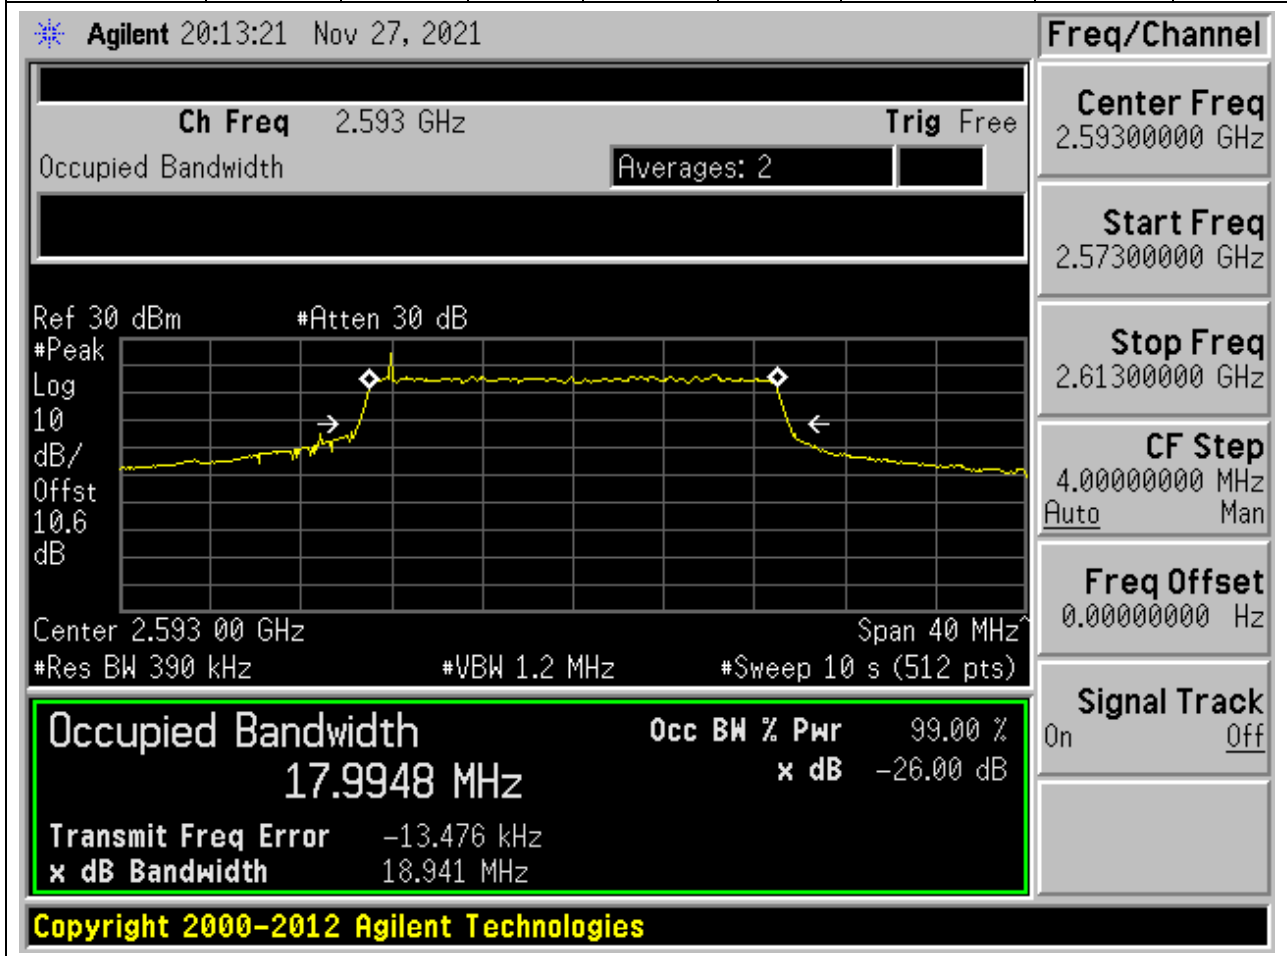 Agilent 20:13:21 Nov 27, 2021
Freq/Channel
Ch Freq 2.593 GHz Trig Free
Occupied Bandwidth Averages: 2
Center Freq
2.59300000 GHz
Start Freq
2.57300000 GHz
Stop Freq
2.61300000 GHz
CF Step
4.00000000 MHz
Auto Man
Freq Offset
0.00000000 Hz
Signal Track
On Off
Ref 30 dBm #Atten 30 dB
#Peak
Log
10
dB/
Offst
10.6
dB
Center 2.593 00 GHz Span 40 MHz^
#Res BW 390 kHz #VBW 1.2 MHz #Sweep 10 s (512 pts)
Occupied Bandwidth Occ BW % Pwr 99.00 %
17.9948 MHz x dB -26.00 dB
Transmit Freq Error -13.476 kHz
x dB Bandwidth 18.941 MHz
Copyright 2000-2012 Agilent Technologies